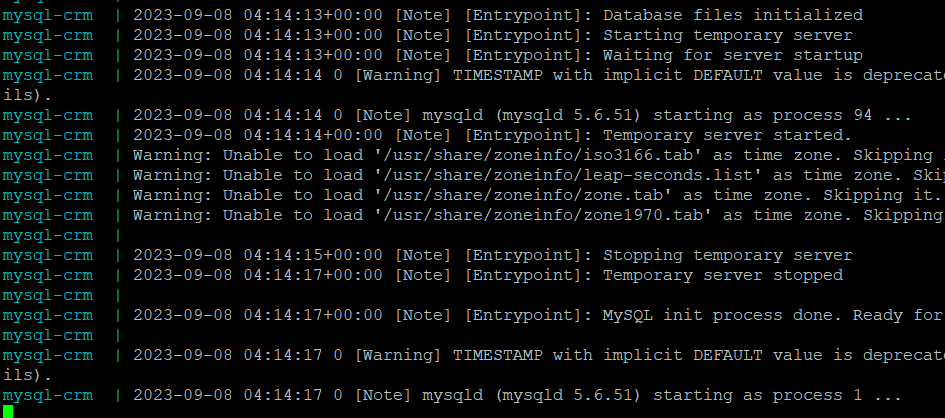 mysql-crm | 2023-09-08 04:14:13+00:00 [Note] [Entrypoint]: Database files initialized
mysql-crm | 2023-09-08 04:14:13+00:00 [Note] [Entrypoint]: Starting temporary server
mysql-crm | 2023-09-08 04:14:13+00:00 [Note] [Entrypoint]: Waiting for server startup
mysql-crm | 2023-09-08 04:14:14 0 [Warning] TIMESTAMP with implicit DEFAULT value is deprecate
ils).
mysql-crm | 2023-09-08 04:14:14 0 [Note] mysqld (mysqld 5.6.51) starting as process 94 ...
mysql-crm | 2023-09-08 04:14:14+00:00 [Note] [Entrypoint]: Temporary server started.
mysql-crm | Warning: Unable to load '/usr/share/zoneinfo/iso3166.tab' as time zone. Skipping
mysql-crm | Warning: Unable to load '/usr/share/zoneinfo/leap-seconds.list' as time zone. Skip
mysql-crm | Warning: Unable to load '/usr/share/zoneinfo/zone.tab' as time zone. Skipping it.
mysql-crm | Warning: Unable to load '/usr/share/zoneinfo/zone1970.tab' as time zone. Skipping
mysql-crm |
mysql-crm | 2023-09-08 04:14:15+00:00 [Note] [Entrypoint]: Stopping temporary server
mysql-crm | 2023-09-08 04:14:17+00:00 [Note] [Entrypoint]: Temporary server stopped
mysql-crm |
mysql-crm | 2023-09-08 04:14:17+00:00 [Note] [Entrypoint]: MySQL init process done. Ready for
mysql-crm |
mysql-crm | 2023-09-08 04:14:17 0 [Warning] TIMESTAMP with implicit DEFAULT value is deprecate
ils).
mysql-crm | 2023-09-08 04:14:17 0 [Note] mysqld (mysqld 5.6.51) starting as process 1 ...